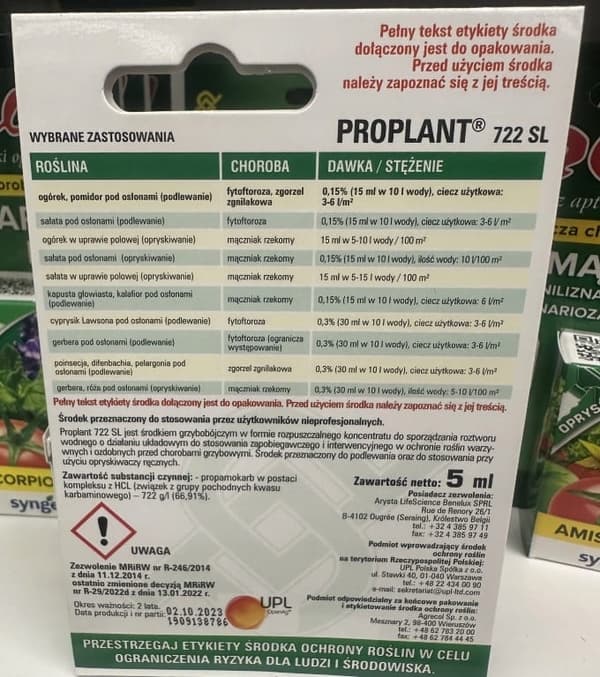 Pełny tekst etykiety środka
dołączony jest do opakowania.
Przed użyciem środka
należy zapoznać się z jej treścią.
WYBRANE ZASTOSOWANIA
PROPLANT® 722 SL
ROŚLINA CHOROBA DAWKA / STĘŻENIE
ogórek, pomidor pod osłonami (podlewanie) fytoftoroza, zgorzel zgnilakowa 0,15% (15 ml w 10 l wody), ciecz użytkowa: 3-6 l/m²
sałata pod osłonami (podlewanie) fytoftoroza 0,15% (15 ml w 10 l wody), ciecz użytkowa: 3-6 l/m²
ogórek w uprawie polowej (opryskiwanie) mączniak rzekomy 15 ml w 5-10 l wody / 100 m²
sałata pod osłonami (opryskiwanie) mączniak rzekomy 0,15% (15 ml w 10 l wody), ilość wody: 10 l/100 m²
sałata w uprawie polowej (opryskiwanie) mączniak rzekomy 15 ml w 5-15 l wody / 100 m²
kapusta głowiasta, kalafior pod osłonami (podlewanie) mączniak rzekomy 0,15% (15 ml w 10 l wody), ciecz użytkowa: 6 l/m²
cyprysik Lawsona pod osłonami (podlewanie) fytoftoroza 0,3% (30 ml w 10 l wody), ciecz użytkowa: 3-6 l/m²
gerbera pod osłonami (podlewanie) fytoftoroza (ogranicza występowanie) 0,3% (30 ml w 10 l wody), ciecz użytkowa: 3-6 l/m²
poinsecja, difenbachia, pelargonia pod osłonami (podlewanie) zgorzel zgnilakowa 0,3% (30 ml w 10 l wody), ciecz użytkowa: 3-6 l/m²
gerbera, róża pod osłonami (opryskiwanie) mączniak rzekomy 0,3% (30 ml w 10 l wody), ilość wody: 5-10 l/100 m²
Pełny tekst etykiety środka dołączony jest do opakowania. Przed użyciem środka należy zapoznać się z jej treścią.
Środek przeznaczony do stosowania przez użytkowników nieprofesjonalnych.
Proplant 722 SL jest środkiem grzybobójczym w formie rozpuszczalnego koncentratu do sporządzania roztworu
wodnego o działaniu układowym do stosowania zapobiegawczego i interwencyjnego w ochronie roślin warzy-
wnych i ozdobnych przed chorobami grzybowymi. Środek przeznaczony do podlewania oraz do stosowania przy
użyciu opryskiwaczy ręcznych.
Zawartość substancji czynnej: - propamokarb w postaci
kompleksu z HCL (związek z grupy pochodnych kwasu
karbaminowego) – 722 g/l (66,91%).
UWAGA
Zezwolenie MRiRW nr R-246/2014
z dnia 11.12.2014 r.
ostatnio zmienione decyzją MRiRW
nr R-29/2022d z dnia 13.01.2022 r.
Okres ważności: 2 lata.
Data produkcji i nr partii: 02.10.2023
1909138786
UPL
OpenAg™
Zawartość netto: 5 ml
Posiadacz zezwolenia:
Arysta LifeScience Benelux SPRL
Rue de Renory 26/1
B-4102 Ougrée (Seraing), Królestwo Belgii
tel.: +32 4 385 97 11
fax: +32 4 385 97 49
Podmiot wprowadzający środek
ochrony roślin
na terytorium Rzeczypospolitej Polskiej:
UPL Polska Spółka z o.o.
ul. Stawki 40, 01-040 Warszawa
tel.: +48 22 434 00 90
e-mail: sekretariat@upl-ltd.com
Podmiot odpowiedzialny za końcowe pakowanie
i etykietowanie środka ochrony roślin:
Agrecol Sp. z o.o.
Mesznary 2, 98-400 Wieruszów
tel.: +48 62 783 20 00
fax: +48 62 784 44 45
PRZESTRZEGAJ ETYKIETY ŚRODKA OCHRONY ROŚLIN W CELU
OGRANICZENIA RYZYKA DLA LUDZI I ŚRODOWISKA.